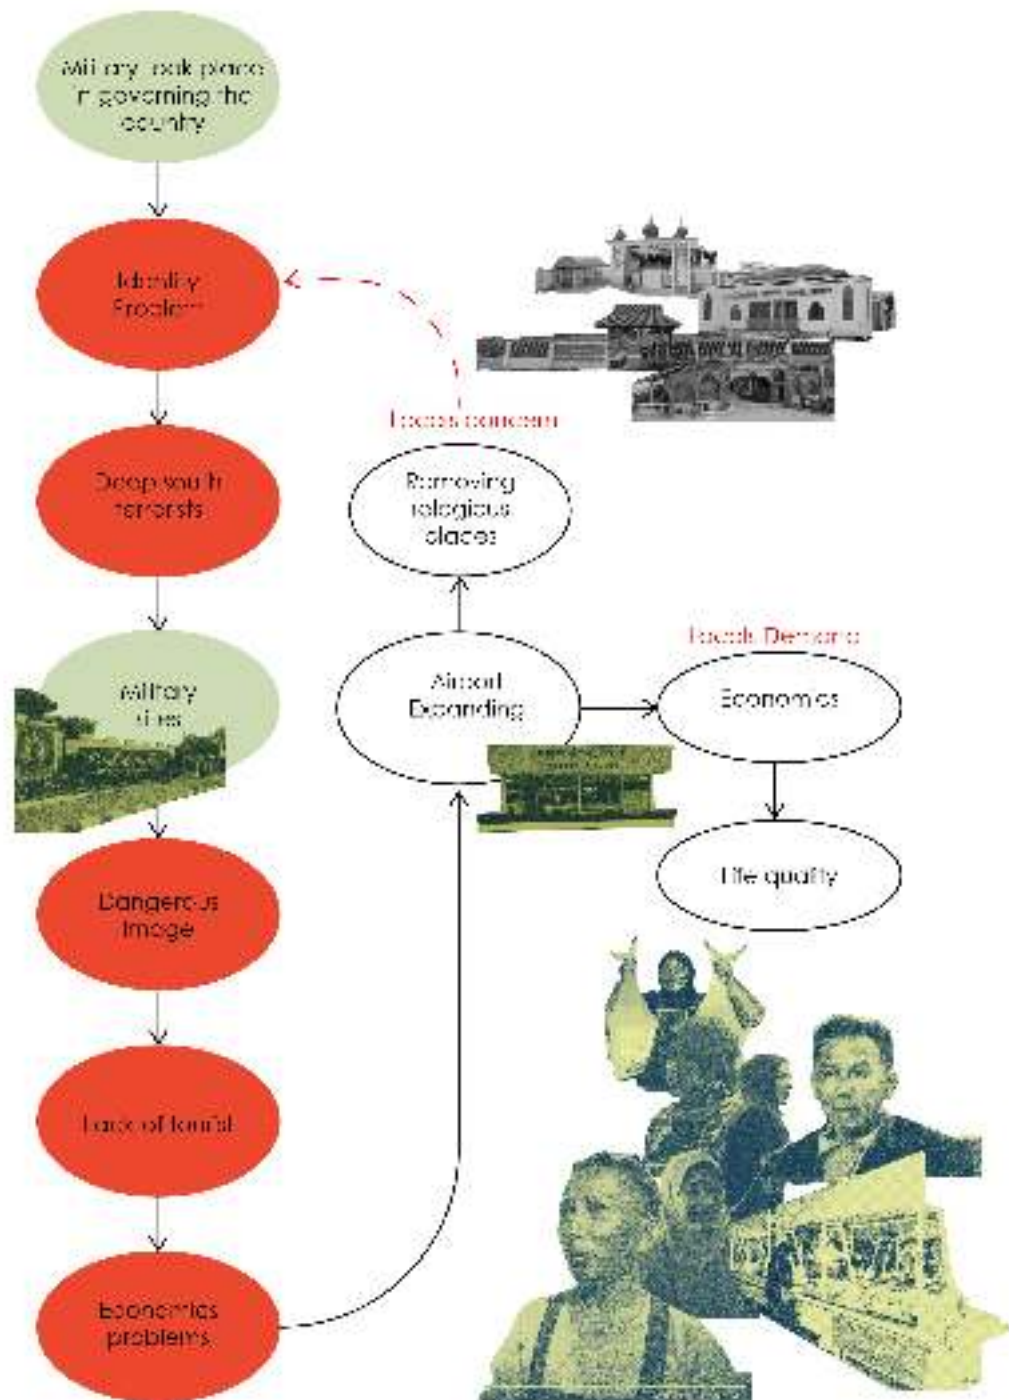 Military took place
in governing the
country
Identity
Problem
Deep south
terrorists
Military
sites
Dangerous
image
Lack of tourist
Economics
problems
Locals concern
Removing
religious
places
Airport
Expanding
Locals Demand
Economics
Life quality